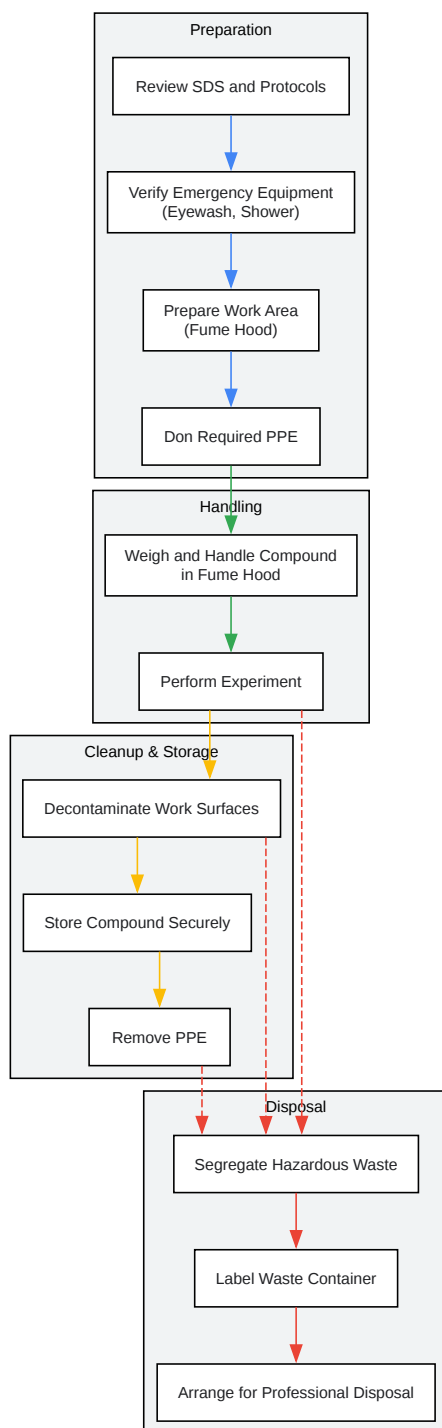 Preparation
Review SDS and Protocols
Verify Emergency Equipment
(Eyewash, Shower)
Prepare Work Area
(Fume Hood)
Don Required PPE
Handling
Weigh and Handle Compound
in Fume Hood
Perform Experiment
Cleanup & Storage
Decontaminate Work Surfaces
Store Compound Securely
Remove PPE
Disposal
Segregate Hazardous Waste
Label Waste Container
Arrange for Professional Disposal